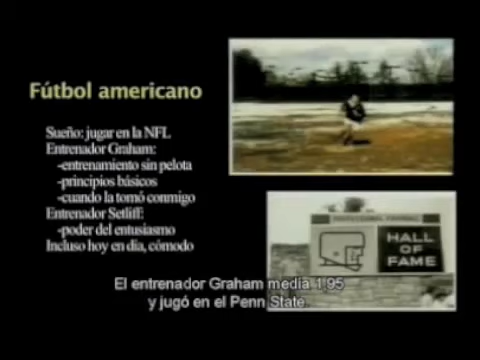 Fútbol americano
Sueño: jugar en la NFL
Entrenador Graham:
-entrenamiento sin pelota
-principios básicos
-cuando la tomó conmigo
Entrenador Setliff:
-poder del entusiasmo
Incluso hoy en día, cómodo
HALL
OF
FAME
El entrenador Graham medía 1,95
y jugó en el Penn State.